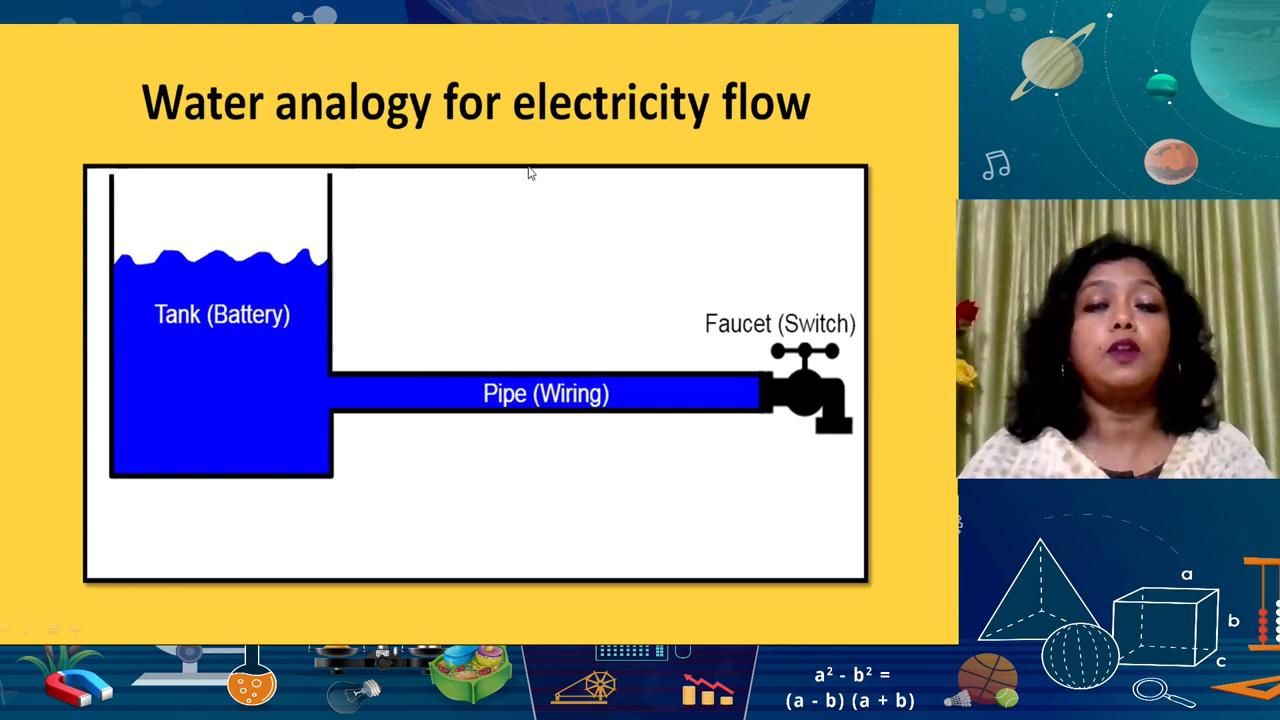 Water analogy for electricity flow
Tank (Battery)
Faucet (Switch)
Pipe (Wiring)
a
b
c
a² - b² =
(a - b) (a + b)